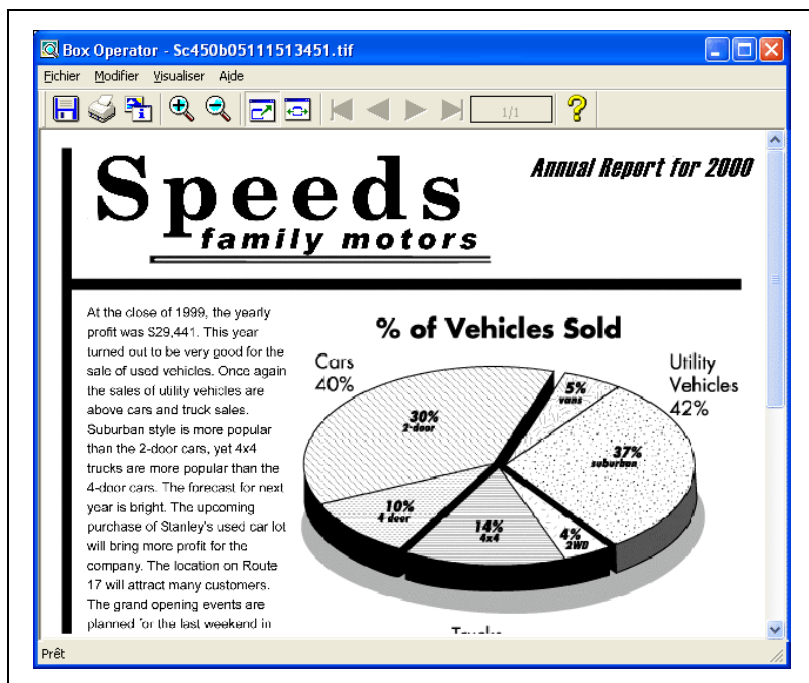 Box Operator - Sc450b05111513451.tif
Fichier Modifier Visualiser Aide
1/1
Speeds
family motors
Annual Report for 2000
At the close of 1999, the yearly
profit was $29,441. This year
turned out to be very good for the
sale of used vehicles. Once again
the sales of utility vehicles are
above cars and truck sales.
Suburban style is more popular
than the 2-door cars, yet 4x4
trucks are more popular than the
4-door cars. The forecast for next
year is bright. The upcoming
purchase of Stanley's used car lot
will bring more profit for the
company. The location on Route
17 will attract many customers.
The grand opening events are
planned for the last weekend in
% of Vehicles Sold
Cars
40%
Utility
Vehicles
42%
5%
vans
30%
2-door
37%
suburban
10%
4 door
14%
4x4
4%
2WD
Trucks
Prêt